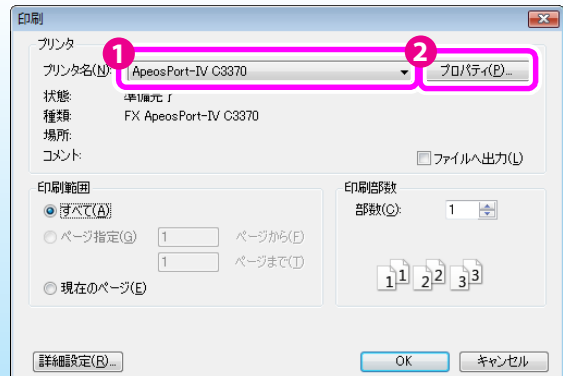 印刷
プリンタ
1 2
プリンタ名(N): ApeosPort-IV C3370 プロパティ(P)...
状態: 準備完了
種類: FX ApeosPort-IV C3370
場所:
コメント: ファイルへ出力(L)
印刷範囲 印刷部数
すべて(A) 部数(C): 1
ページ指定(G) 1 ページから(F)
1 ページまで(T)
現在のページ(E) 1 1 2 2 3 3
詳細設定(R)... OK キャンセル